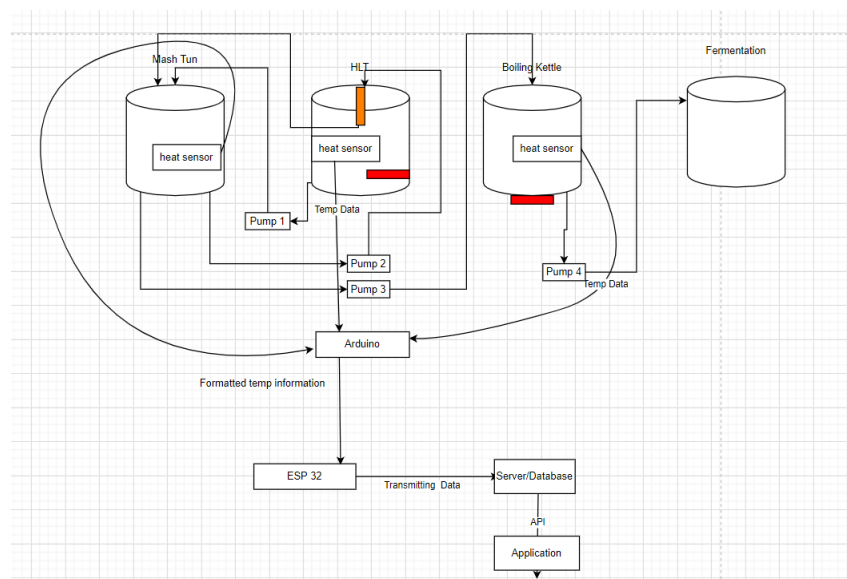 Fermentation
Mash Tun
HLT
Boiling Kettle
heat sensor
heat sensor
heat sensor
Temp Data
Pump 1
Pump 2
Pump 4
Temp Data
Pump 3
Arduino
Formatted temp information
ESP 32
Server/Database
Transmitting Data
API
Application